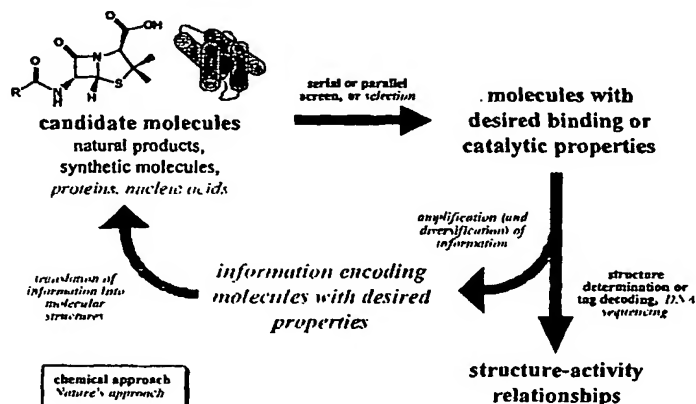 O
OH
O
N
O
R
N
H
H
S
candidate molecules
natural products,
synthetic molecules,
proteins, nucleic acids
serial or parallel
screen, or selection
molecules with
desired binding or
catalytic properties
amplification (and
diversification) of
information
translation of
information into
molecular
structures
information encoding
molecules with desired
properties
structure
determination or
tag decoding, DNA
sequencing
structure-activity
relationships
chemical approach
Nature's approach